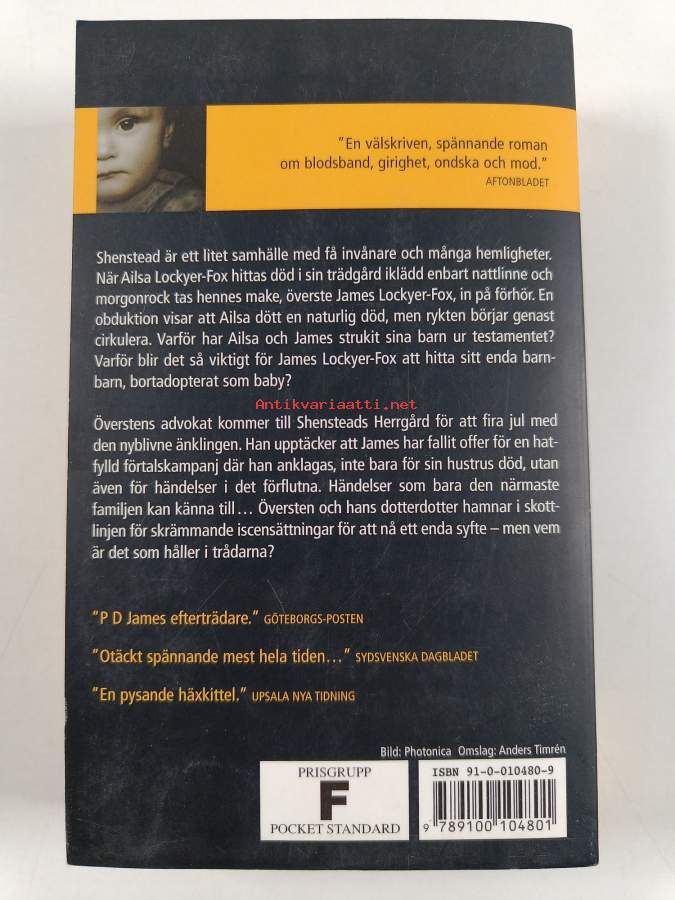 "En välskriven, spännande roman
om blodsband, girighet, ondska och mod."
AFTONBLADET
Shenstead är ett litet samhälle med få invånare och många hemligheter.
När Ailsa Lockyer-Fox hittas död i sin trädgård iklädd enbart nattlinne och
morgonrock tas hennes make, överste James Lockyer-Fox, in på förhör. En
obduktion visar att Ailsa dött en naturlig död, men rykten börjar genast
cirkulera. Varför har Ailsa och James strukit sina barn ur testamentet?
Varför blir det så viktigt för James Lockyer-Fox att hitta sitt enda barn-
barn, bortadopterat som baby?
Antikvariaatti.net
Överstens advokat kommer till Shensteads Herrgård för att fira jul med
den nyblivne änklingen. Han upptäcker att James har fallit offer för en hat-
fylld förtalskampanj där han anklagas, inte bara för sin hustrus död, utan
även för händelser i det förflutna. Händelser som bara den närmaste
familjen kan känna till... Översten och hans dotterdotter hamnar i skott-
linjen för skrämmande iscensättningar för att nå ett enda syfte – men vem
är det som håller i trådarna?
"P D James efterträdare." GÖTEBORGS-POSTEN
"Otäckt spännande mest hela tiden..." SYDSVENSKA DAGBLADET
"En pysande häxkittel." UPSALA NYA TIDNING
Bild: Photonica Omslag: Anders Timrén
PRISGRUPP
F
POCKET STANDARD
ISBN 91-0-010480-9
9 789100 104801